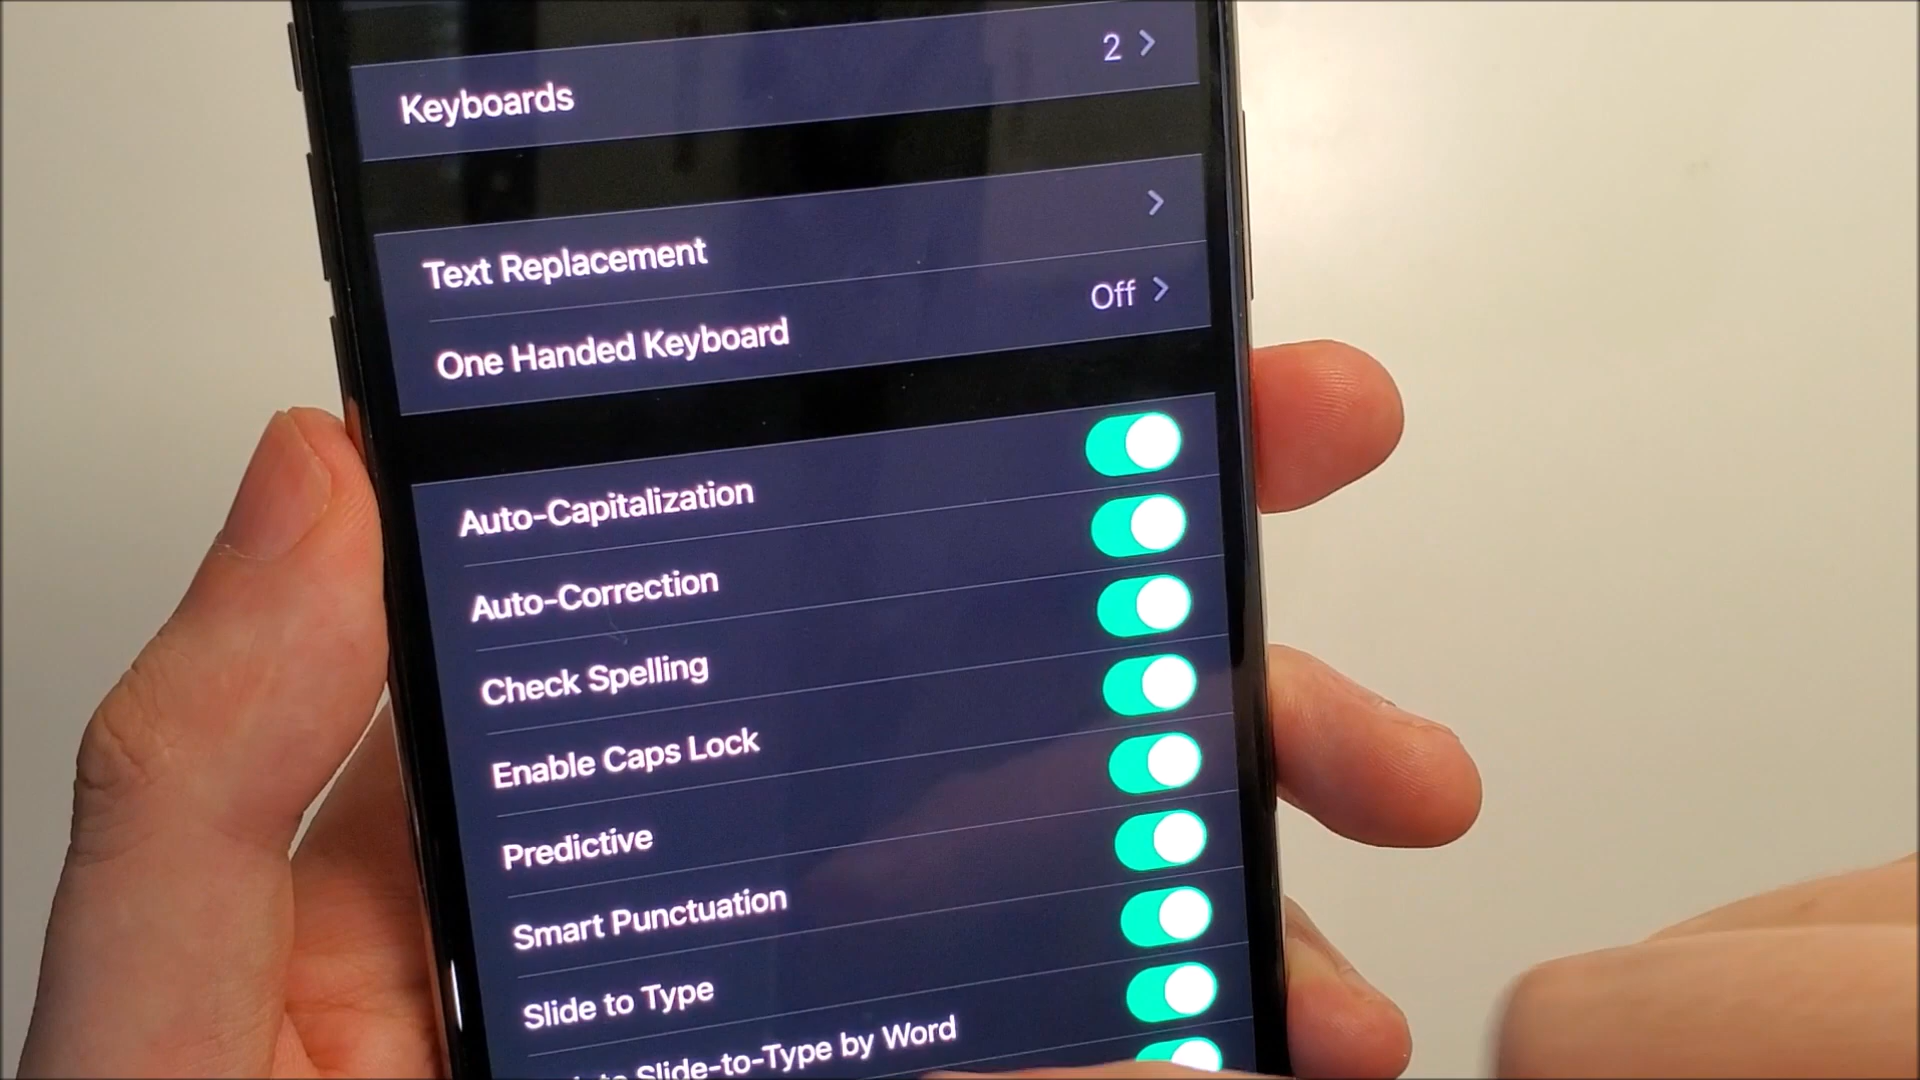 Keyboards 2
Text Replacement
One Handed Keyboard Off
Auto-Capitalization
Auto-Correction
Check Spelling
Enable Caps Lock
Predictive
Smart Punctuation
Slide to Type
Slide-to-Type by Word